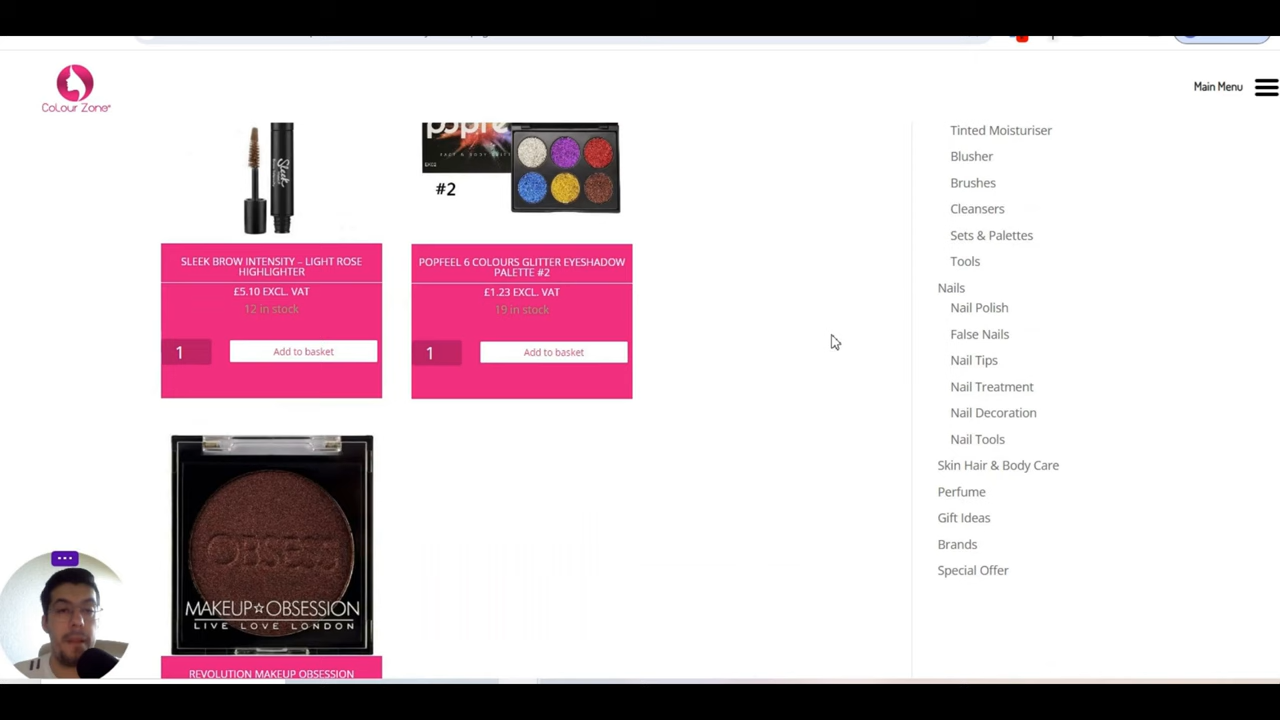 CoLour Zone
Main Menu
FACE & BODY
#2
Sleek
SLEEK BROW INTENSITY – LIGHT ROSE
HIGHLIGHTER
£5.10 EXCL. VAT
12 in stock
1
Add to basket
POPFEEL 6 COLOURS GLITTER EYESHADOW
PALETTE #2
£1.23 EXCL. VAT
19 in stock
1
Add to basket
OBSESS
MAKEUP☆OBSESSION
LIVE LOVE LONDON
REVOLUTION MAKEUP OBSESSION
Tinted Moisturiser
Blusher
Brushes
Cleansers
Sets & Palettes
Tools
Nails
Nail Polish
False Nails
Nail Tips
Nail Treatment
Nail Decoration
Nail Tools
Skin Hair & Body Care
Perfume
Gift Ideas
Brands
Special Offer